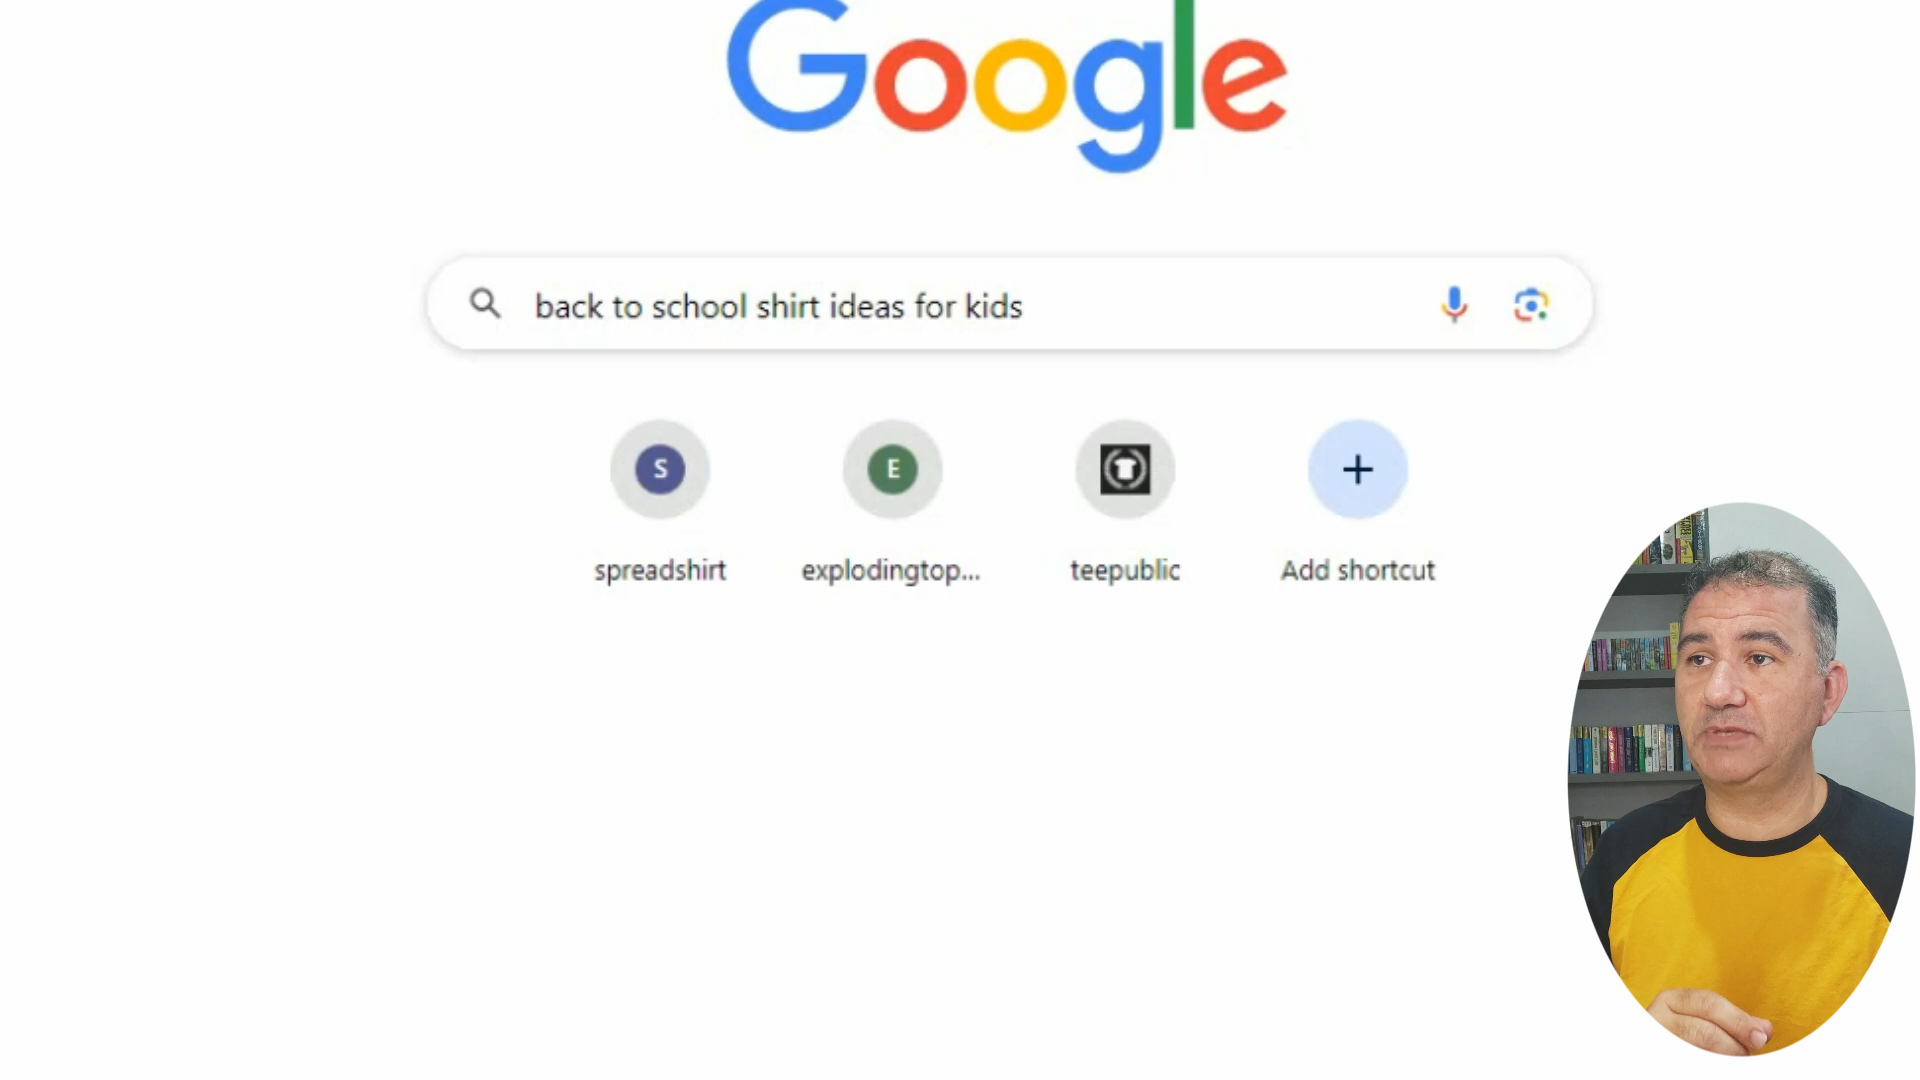 Google
back to school shirt ideas for kids
S
E
spreadshirt
explodingtop...
teepublic
Add shortcut